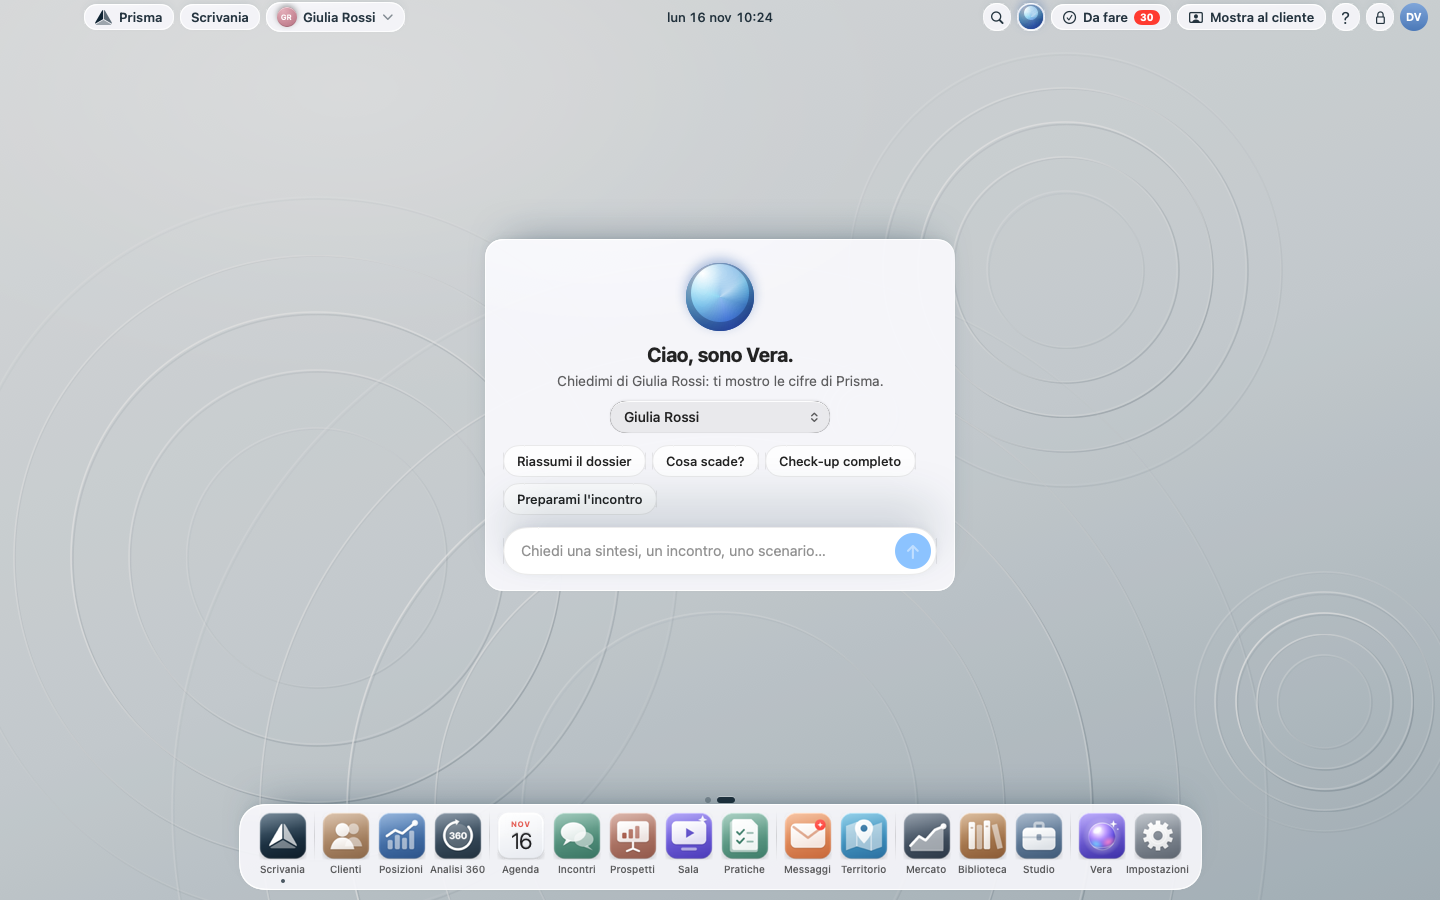 Prisma
Scrivania
GR Giulia Rossi
lun 16 nov 10:24
Da fare 30
Mostra al cliente
?
DV
Ciao, sono Vera.
Chiedimi di Giulia Rossi: ti mostro le cifre di Prisma.
Giulia Rossi
Riassumi il dossier
Cosa scade?
Check-up completo
Preparami l'incontro
Chiedi una sintesi, un incontro, uno scenario...
360
NOV
16
Scrivania
Clienti
Posizioni
Analisi 360
Agenda
Incontri
Prospetti
Sala
Pratiche
Messaggi
Territorio
Mercato
Biblioteca
Studio
Vera
Impostazioni